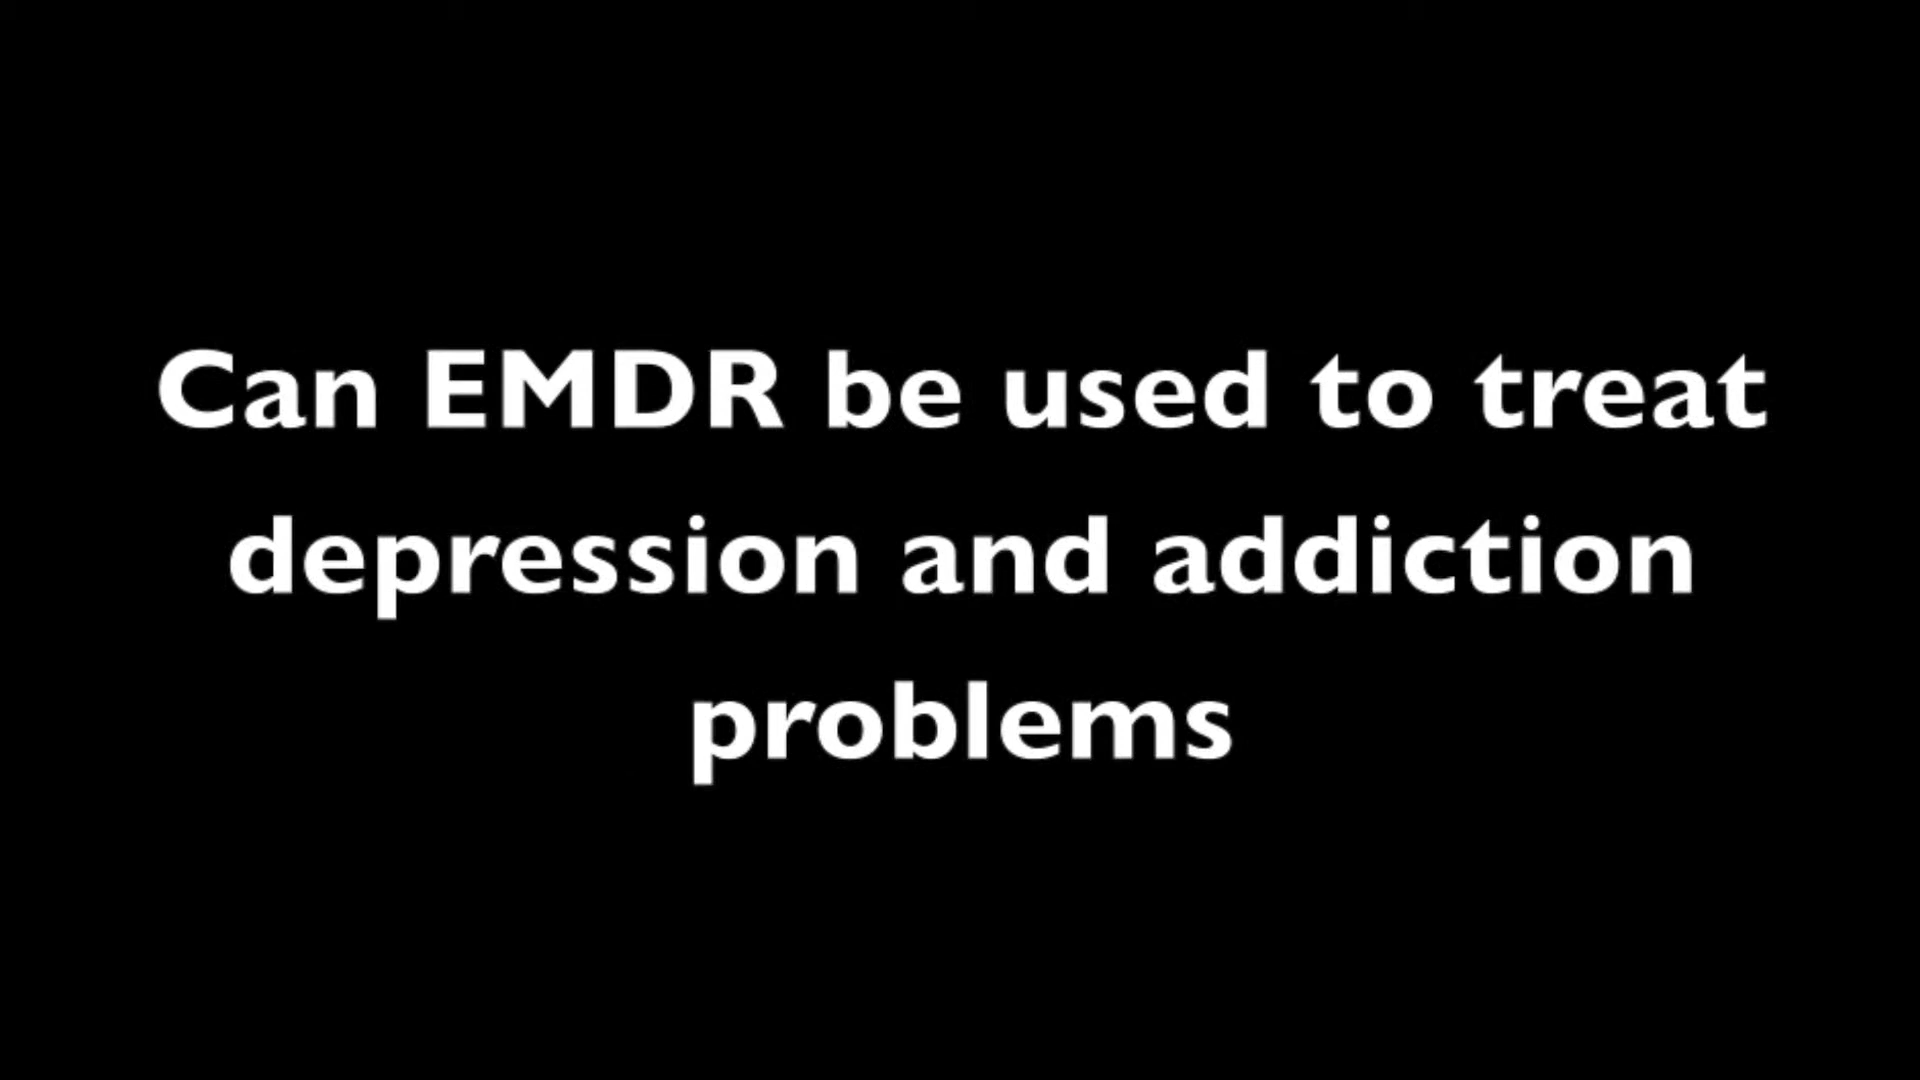 Can EMDR be used to treat
depression and addiction
problems